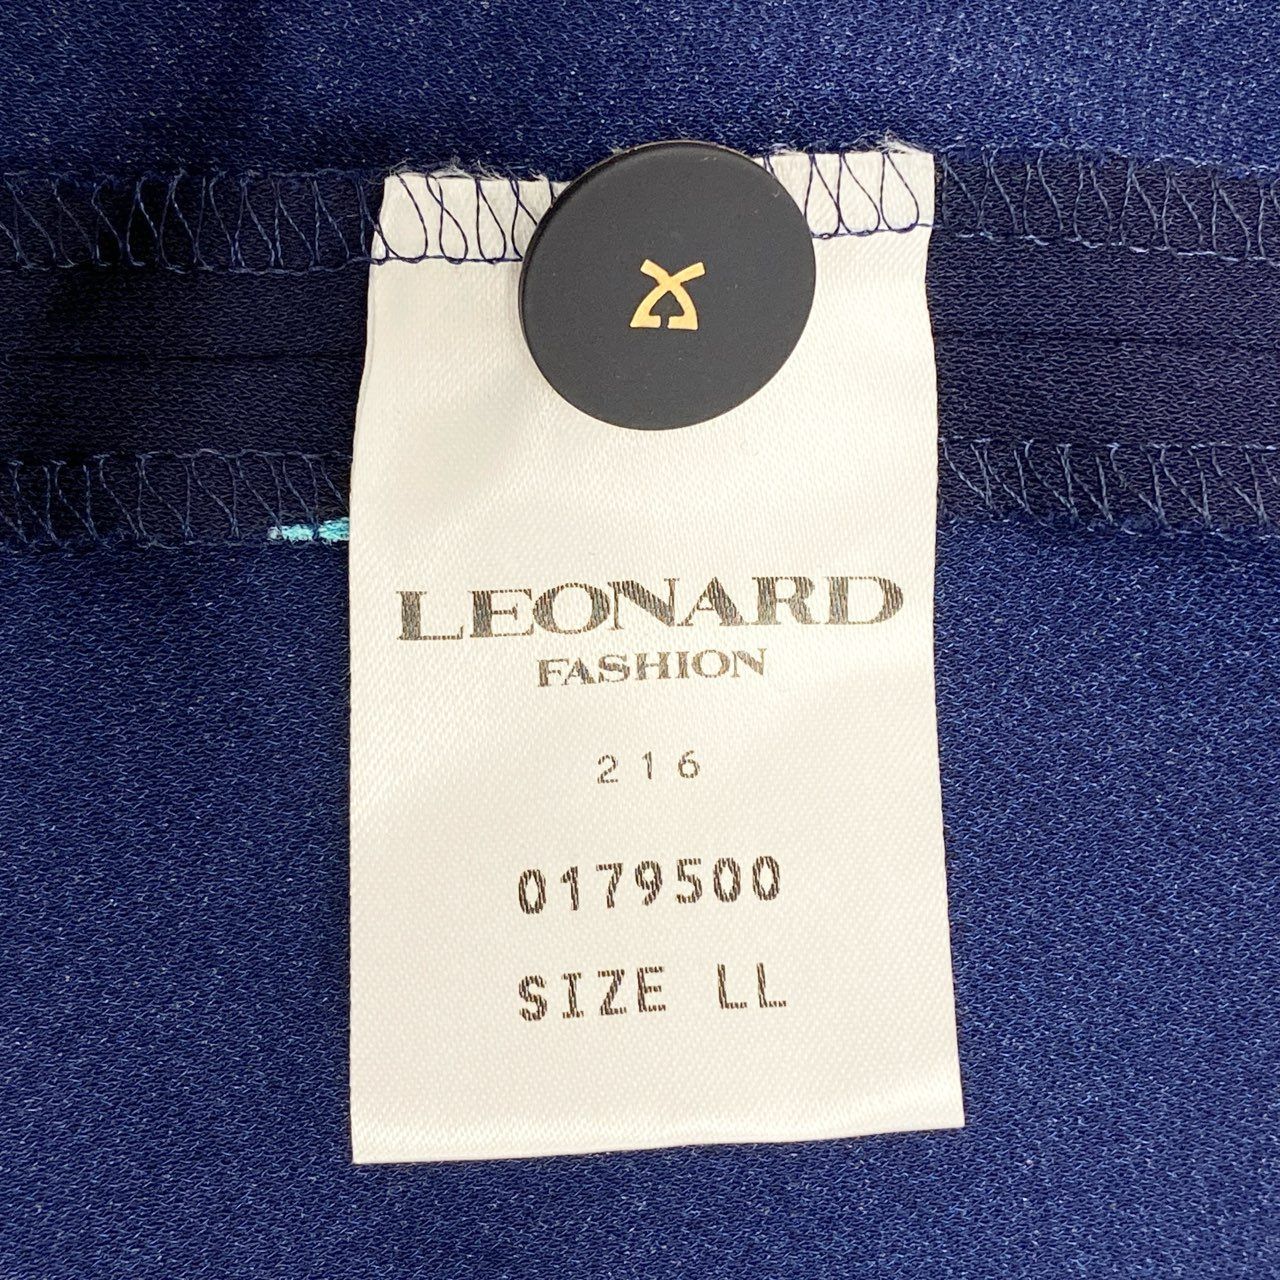 LEONARD
FASHION
216
0179500
SIZE LL